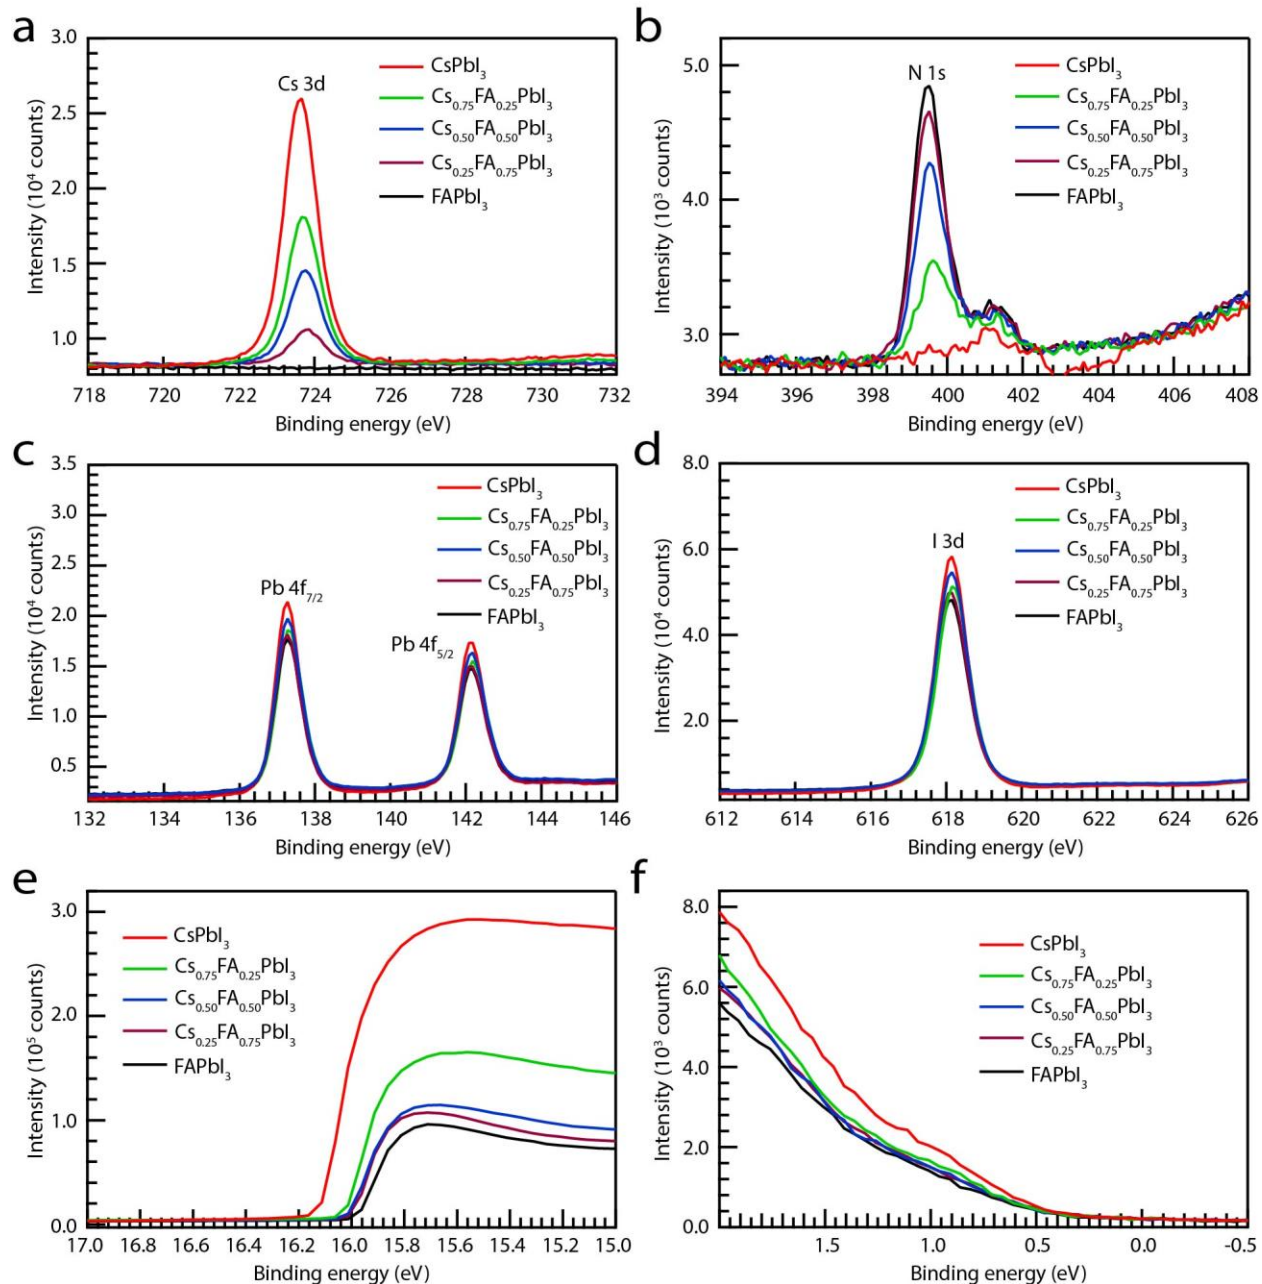 a
3.0
2.5
2.0
1.5
1.0
Intensity (10⁴ counts)
Cs 3d
CsPbI₃
Cs₀.₇₅FA₀.₂₅PbI₃
Cs₀.₅₀FA₀.₅₀PbI₃
Cs₀.₂₅FA₀.₇₅PbI₃
FAPbI₃
718 720 722 724 726 728 730 732
Binding energy (eV)
b
5.0
4.0
3.0
Intensity (10³ counts)
N 1s
CsPbI₃
Cs₀.₇₅FA₀.₂₅PbI₃
Cs₀.₅₀FA₀.₅₀PbI₃
Cs₀.₂₅FA₀.₇₅PbI₃
FAPbI₃
394 396 398 400 402 404 406 408
Binding energy (eV)
c
3.5
3.0
2.5
2.0
1.5
1.0
0.5
Intensity (10⁴ counts)
Pb 4f₇/₂
Pb 4f₅/₂
CsPbI₃
Cs₀.₇₅FA₀.₂₅PbI₃
Cs₀.₅₀FA₀.₅₀PbI₃
Cs₀.₂₅FA₀.₇₅PbI₃
FAPbI₃
132 134 136 138 140 142 144 146
Binding energy (eV)
d
8.0
6.0
4.0
2.0
Intensity (10⁴ counts)
I 3d
CsPbI₃
Cs₀.₇₅FA₀.₂₅PbI₃
Cs₀.₅₀FA₀.₅₀PbI₃
Cs₀.₂₅FA₀.₇₅PbI₃
FAPbI₃
612 614 616 618 620 622 624 626
Binding energy (eV)
e
3.0
2.0
1.0
0.0
Intensity (10⁵ counts)
CsPbI₃
Cs₀.₇₅FA₀.₂₅PbI₃
Cs₀.₅₀FA₀.₅₀PbI₃
Cs₀.₂₅FA₀.₇₅PbI₃
FAPbI₃
17.0 16.6 16.4 16.2 16.0 15.8 15.6 15.4 15.2 15.0
Binding energy (eV)
f
8.0
6.0
4.0
2.0
0.0
Intensity (10³ counts)
CsPbI₃
Cs₀.₇₅FA₀.₂₅PbI₃
Cs₀.₅₀FA₀.₅₀PbI₃
Cs₀.₂₅FA₀.₇₅PbI₃
FAPbI₃
1.5 1.0 0.5 0.0 -0.5
Binding energy (eV)